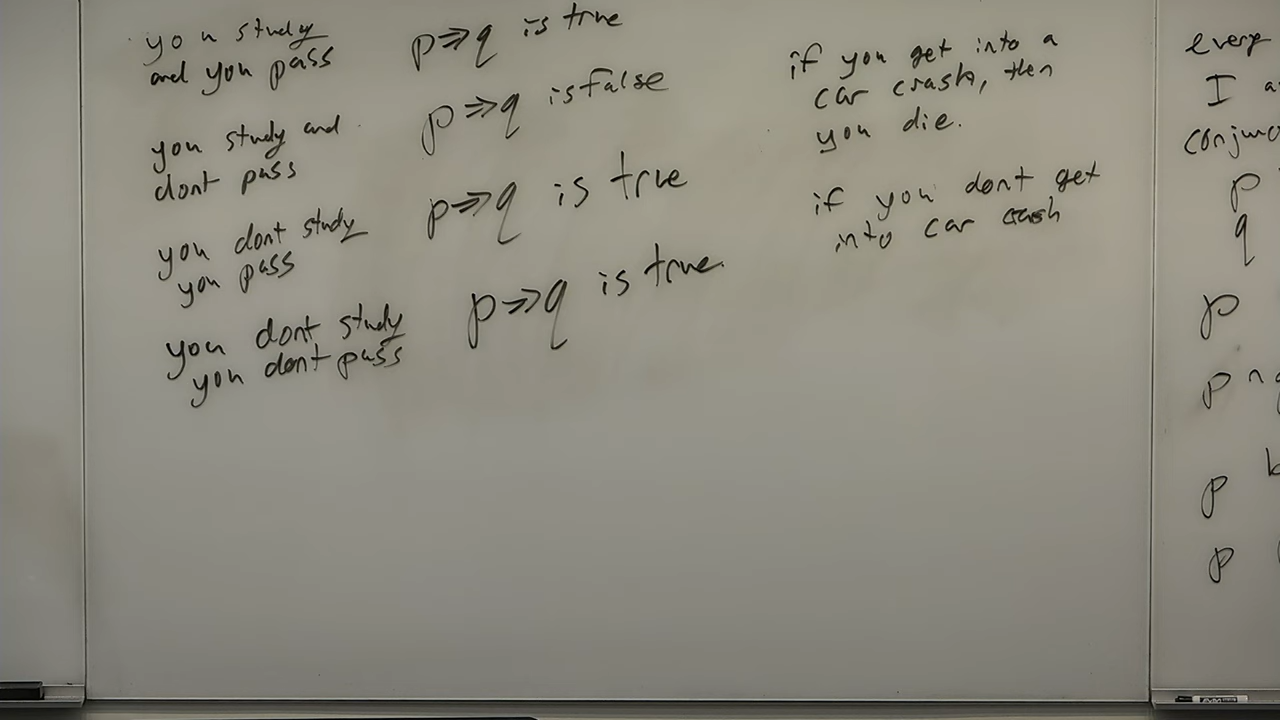 you study
and you pass
p⇒q is true
you study and
dont pass
p⇒q is false
you dont study
you pass
p⇒q is true
you dont study
you dont pass
p⇒q is true.
if you get into a
car crash, then
you die.
if you dont get
into car crash
every
I
p
q
p
p ∧
p
p